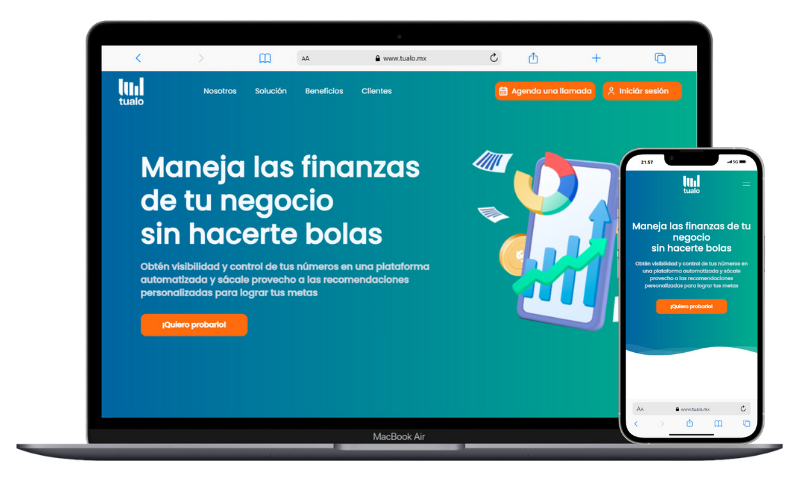 AA www.tualo.mx
tualo
Nosotros Solución Beneficios Clientes
Agenda una llamada Iniciár sesión
Maneja las finanzas
de tu negocio
sin hacerte bolas
Obtén visibilidad y control de tus números en una plataforma
automatizada y sácale provecho a las recomendaciones
personalizadas para lograr tus metas
¡Quiero probarlo!
MacBook Air
21:57 5G
tualo
Maneja las finanzas de tu
negocio
sin hacerte bolas
Obtén visibilidad y control de tus números en
una plataforma automatizada y sácale
provecho a las recomendaciones
personalizadas para lograr tus metas
¡Quiero probarlo!
AA www.tualo.mx